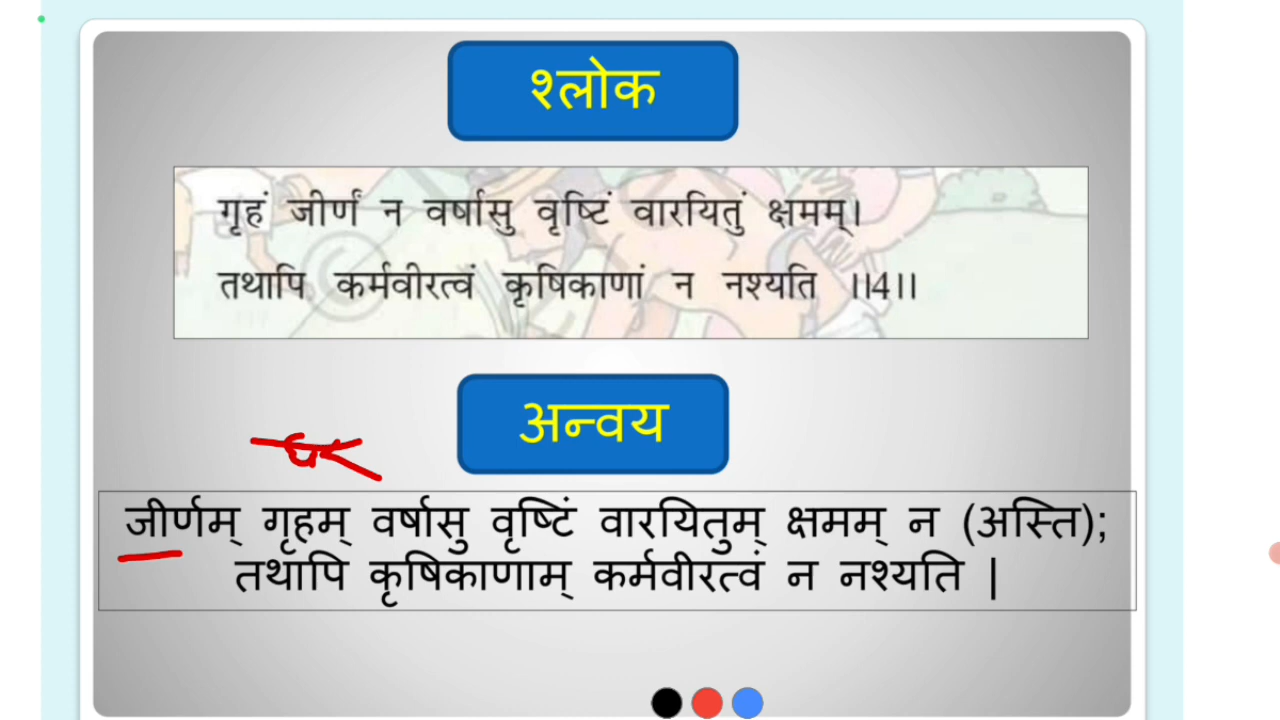 श्लोक
गृहं जीर्णं न वर्षासु वृष्टिं वारयितुं क्षमम्।
तथापि कर्मवीरत्वं कृषिकाणां न नश्यति ।।4।।
अन्वय
जीर्णम् गृहम् वर्षासु वृष्टिं वारयितुम् क्षमम् न (अस्ति);
तथापि कृषिकाणाम् कर्मवीरत्वं न नश्यति |